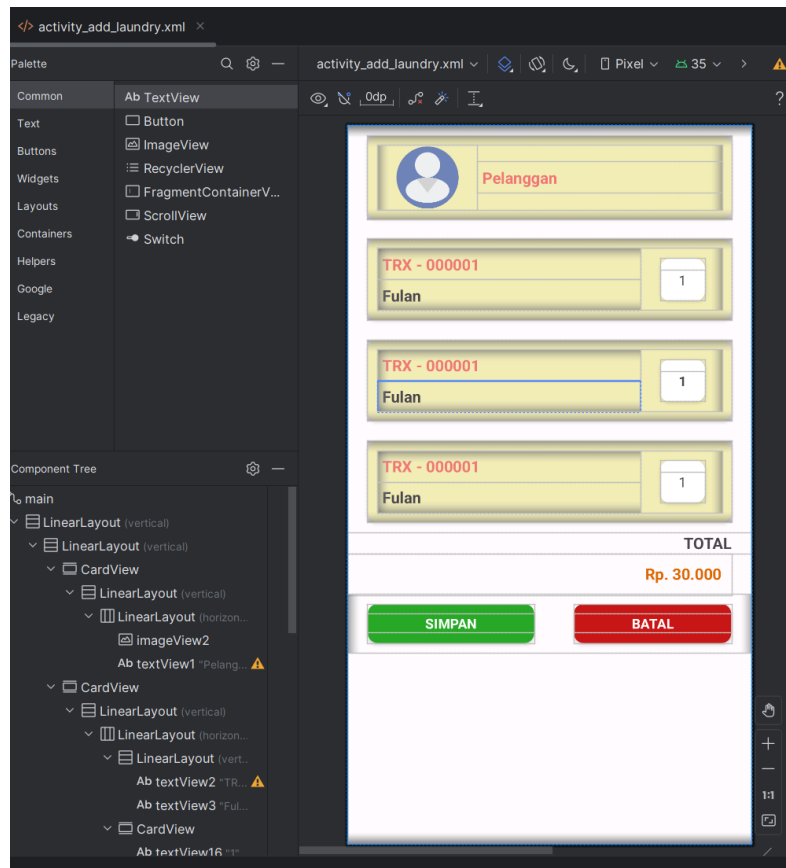 </> activity_add_laundry.xml ×
Palette
activity_add_laundry.xml
Pixel
35
Common
Text
Buttons
Widgets
Layouts
Containers
Helpers
Google
Legacy
Ab TextView
Button
ImageView
RecyclerView
FragmentContainerV...
ScrollView
Switch
0dp
?
Pelanggan
TRX - 000001
Fulan
1
TRX - 000001
Fulan
1
TRX - 000001
Fulan
1
TOTAL
Rp. 30.000
SIMPAN
BATAL
Component Tree
main
LinearLayout (vertical)
LinearLayout (vertical)
CardView
LinearLayout (vertical)
LinearLayout (horizon...
imageView2
Ab textView1 "Pelang...
CardView
LinearLayout (vertical)
LinearLayout (horizon...
LinearLayout (vert...
Ab textView2 "TR...
Ab textView3 "Ful...
CardView
Ab textView16 "1"
1:1